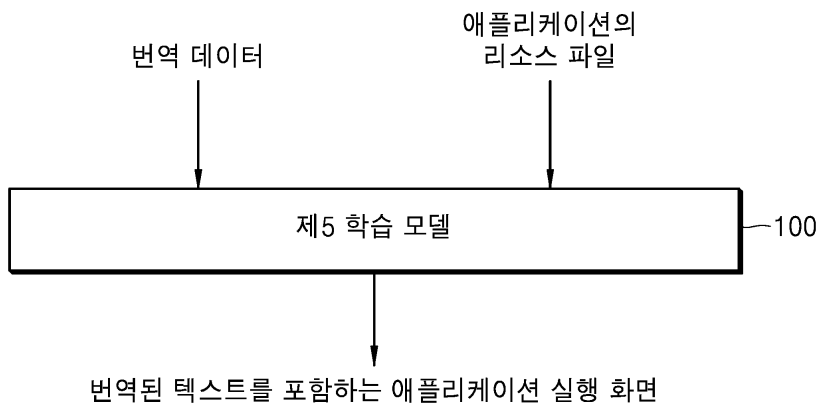 번역 데이터
애플리케이션의
리소스 파일
제5 학습 모델
100
번역된 텍스트를 포함하는 애플리케이션 실행 화면